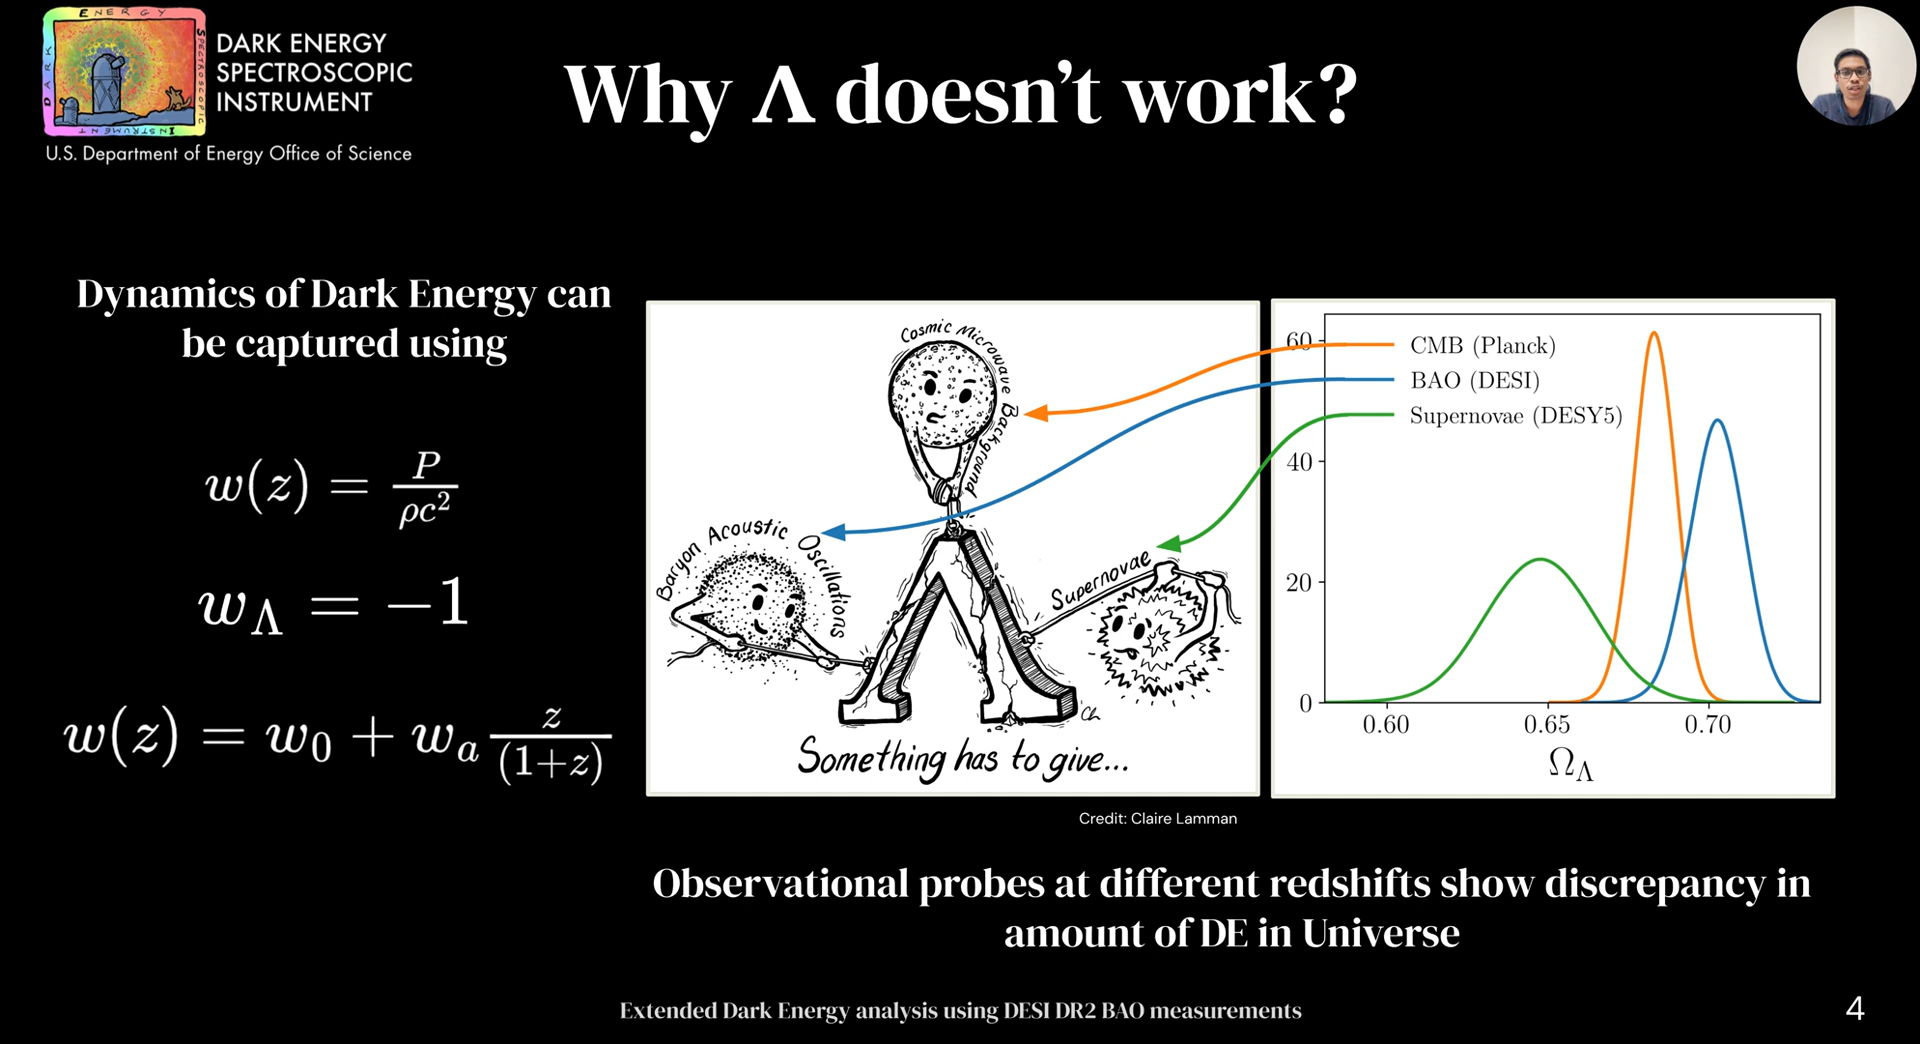 DARK ENERGY
SPECTROSCOPIC
INSTRUMENT
DARK ENERGY SPECTROSCOPIC INSTRUMENT
U.S. Department of Energy Office of Science
Why Λ doesn’t work?
Dynamics of Dark Energy can
be captured using
w(z) = P/ρc²
w_Λ = −1
w(z) = w₀ + w_a z/(1+z)
Cosmic Microwave Background
Baryon Acoustic Oscillations
Supernovae
Something has to give...
CMB (Planck)
BAO (DESI)
Supernovae (DESY5)
60
40
20
0
0.60 0.65 0.70
Ω_Λ
Credit: Claire Lamman
Observational probes at different redshifts show discrepancy in
amount of DE in Universe
Extended Dark Energy analysis using DESI DR2 BAO measurements
4